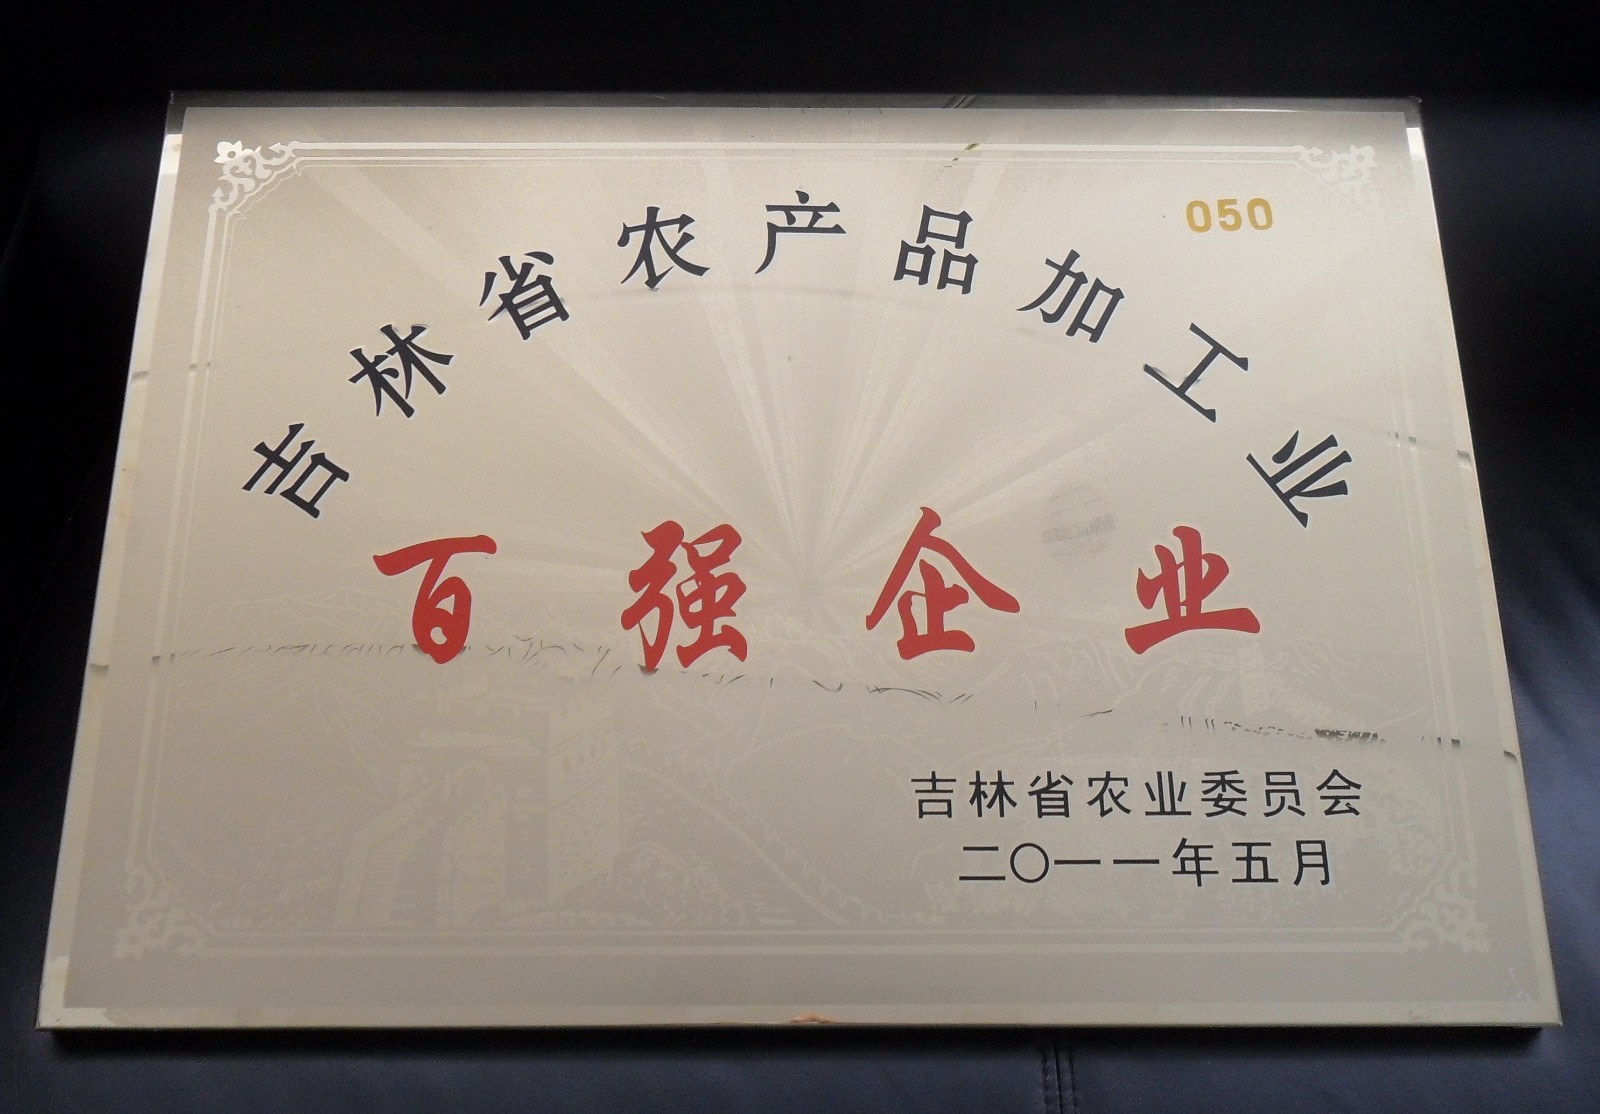 050
吉林省农产品加工业
百强企业
吉林省农业委员会
二〇一一年五月